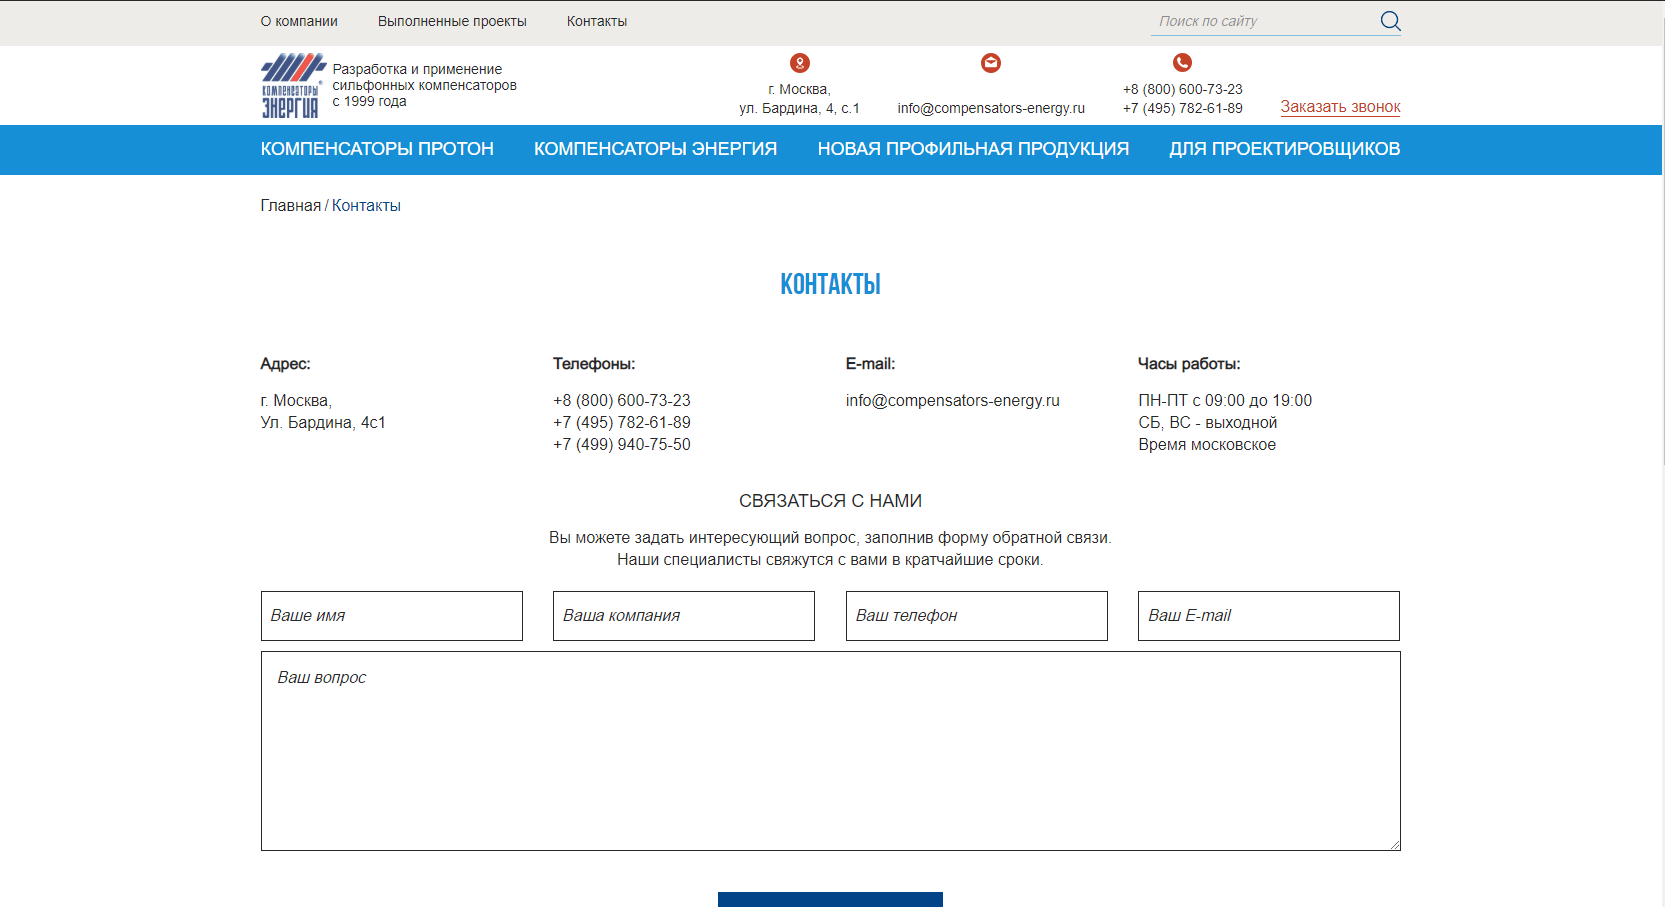 О компании
Выполненные проекты
Контакты
Поиск по сайту
компенсаторы
ЭНЕРГИЯ
®
Разработка и применение
сильфонных компенсаторов
с 1999 года
г. Москва,
ул. Бардина, 4, с.1
info@compensators-energy.ru
+8 (800) 600-73-23
+7 (495) 782-61-89
Заказать звонок
КОМПЕНСАТОРЫ ПРОТОН
КОМПЕНСАТОРЫ ЭНЕРГИЯ
НОВАЯ ПРОФИЛЬНАЯ ПРОДУКЦИЯ
ДЛЯ ПРОЕКТИРОВЩИКОВ
Главная / Контакты
КОНТАКТЫ
Адрес:
г. Москва,
Ул. Бардина, 4с1
Телефоны:
+8 (800) 600-73-23
+7 (495) 782-61-89
+7 (499) 940-75-50
E-mail:
info@compensators-energy.ru
Часы работы:
ПН-ПТ с 09:00 до 19:00
СБ, ВС - выходной
Время московское
СВЯЗАТЬСЯ С НАМИ
Вы можете задать интересующий вопрос, заполнив форму обратной связи.
Наши специалисты свяжутся с вами в кратчайшие сроки.
Ваше имя
Ваша компания
Ваш телефон
Ваш E-mail
Ваш вопрос